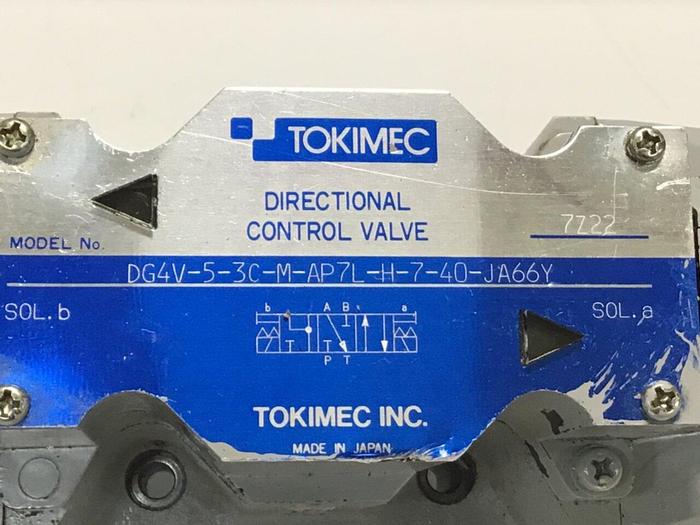 TOKIMEC
DIRECTIONAL
CONTROL VALVE
7Z22
MODEL No.
DG4V-5-3C-M-AP7L-H-7-40-JA66Y
SOL.b
SOL.a
b A B a
P T
TOKIMEC INC.
MADE IN JAPAN